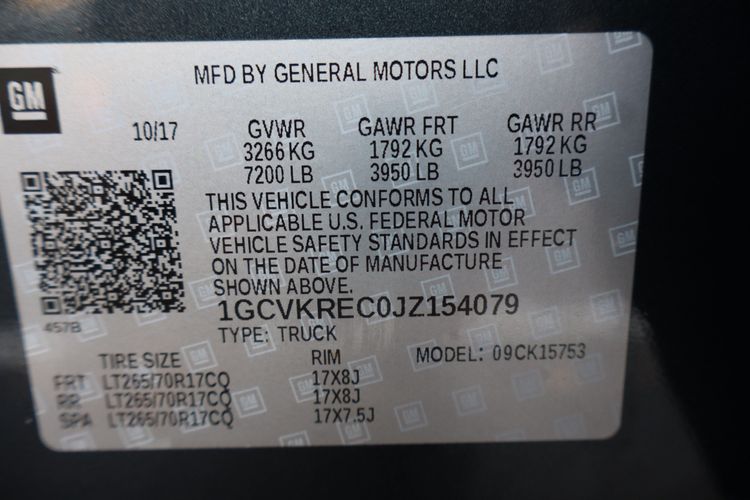 MFD BY GENERAL MOTORS LLC
GM
10/17 GVWR GAWR FRT GAWR RR
3266 KG 1792 KG 1792 KG
7200 LB 3950 LB 3950 LB
THIS VEHICLE CONFORMS TO ALL
APPLICABLE U.S. FEDERAL MOTOR
VEHICLE SAFETY STANDARDS IN EFFECT
ON THE DATE OF MANUFACTURE
SHOWN ABOVE.
1GCVKREC0JZ154079
457B
TYPE: TRUCK
TIRE SIZE RIM MODEL: 09CK15753
FRT LT265/70R17CQ 17X8J
RR LT265/70R17CQ 17X8J
SPA LT265/70R17CQ 17X7.5J